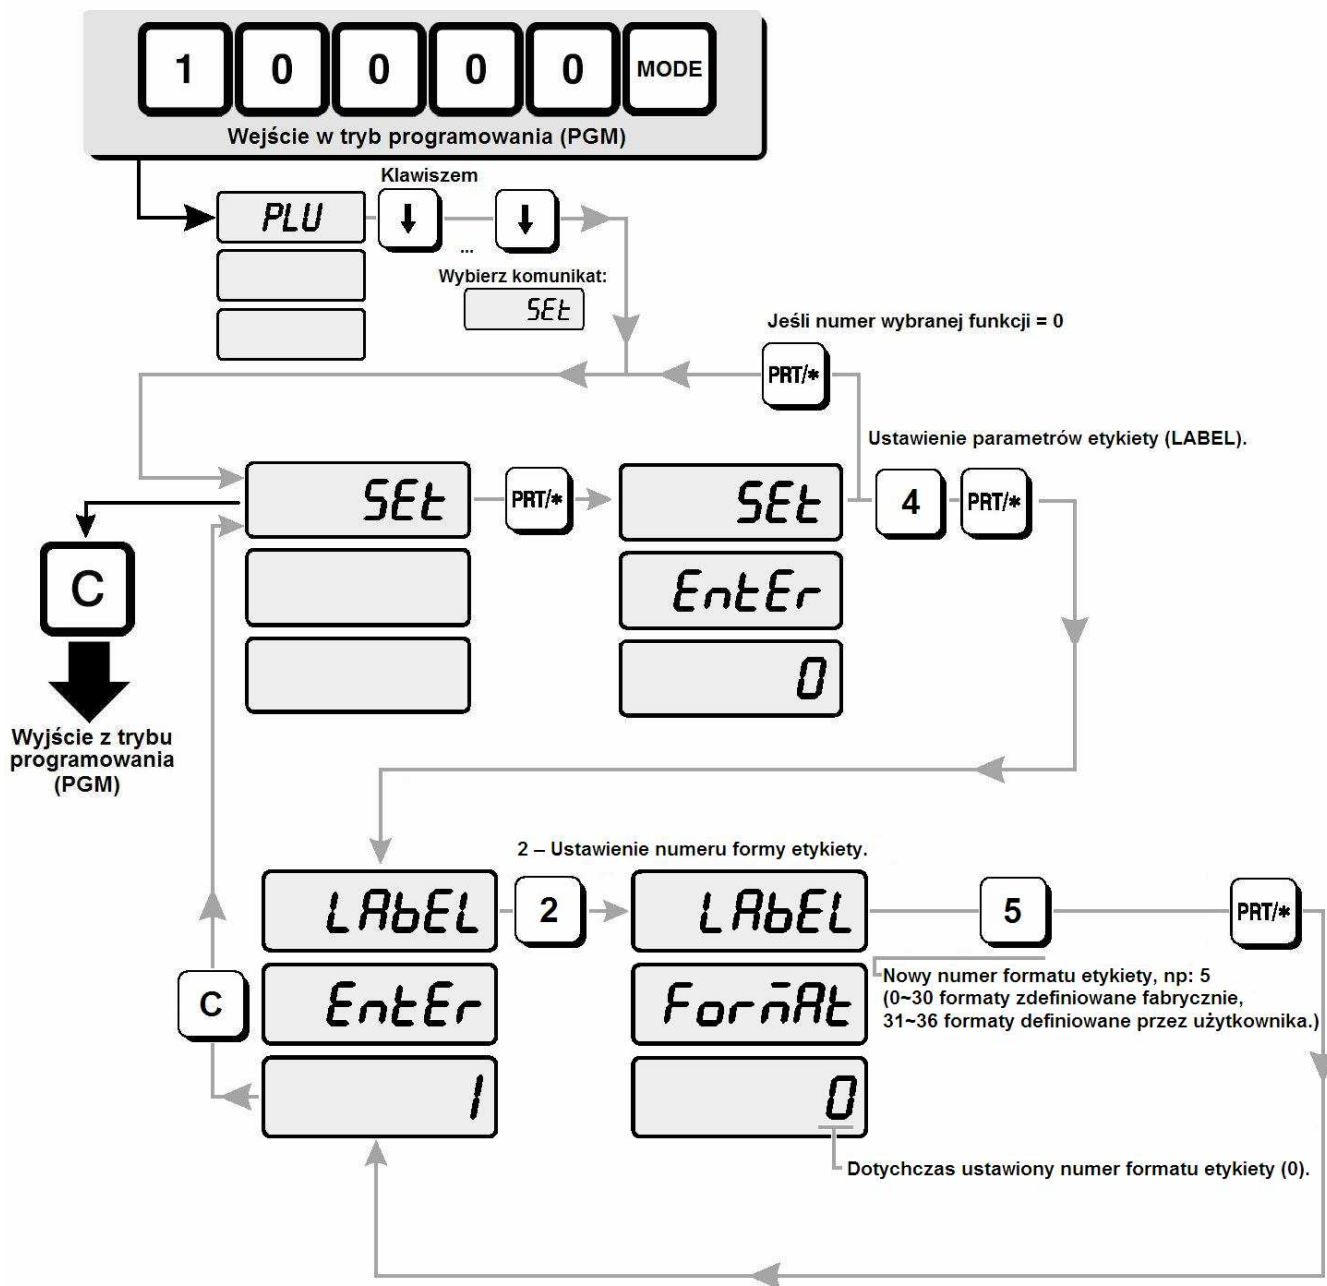 1 0 0 0 0 MODE
Wejście w tryb programowania (PGM)
Klawiszem
PLU
...
Wybierz komunikat:
SEt
Jeśli numer wybranej funkcji = 0
PRT/*
Ustawienie parametrów etykiety (LABEL).
SEt PRT/* SEt 4 PRT/*
C
EntEr
0
Wyjście z trybu
programowania
(PGM)
2 – Ustawienie numeru formy etykiety.
LAbEL 2 LAbEL 5 PRT/*
C EntEr FormAt
Nowy numer formatu etykiety, np: 5
(0~30 formaty zdefiniowane fabrycznie,
31~36 formaty definiowane przez użytkownika.)
1 0
Dotychczas ustawiony numer formatu etykiety (0).